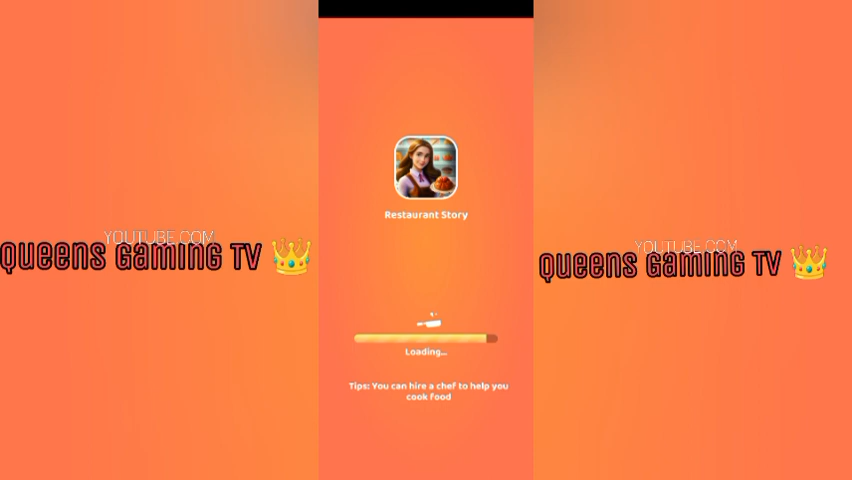 YOUTUBE.COM
Queens Gaming TV 👑
Restaurant Story
Loading...
Tips: You can hire a chef to help you
cook food
YOUTUBE.COM
Queens Gaming TV 👑